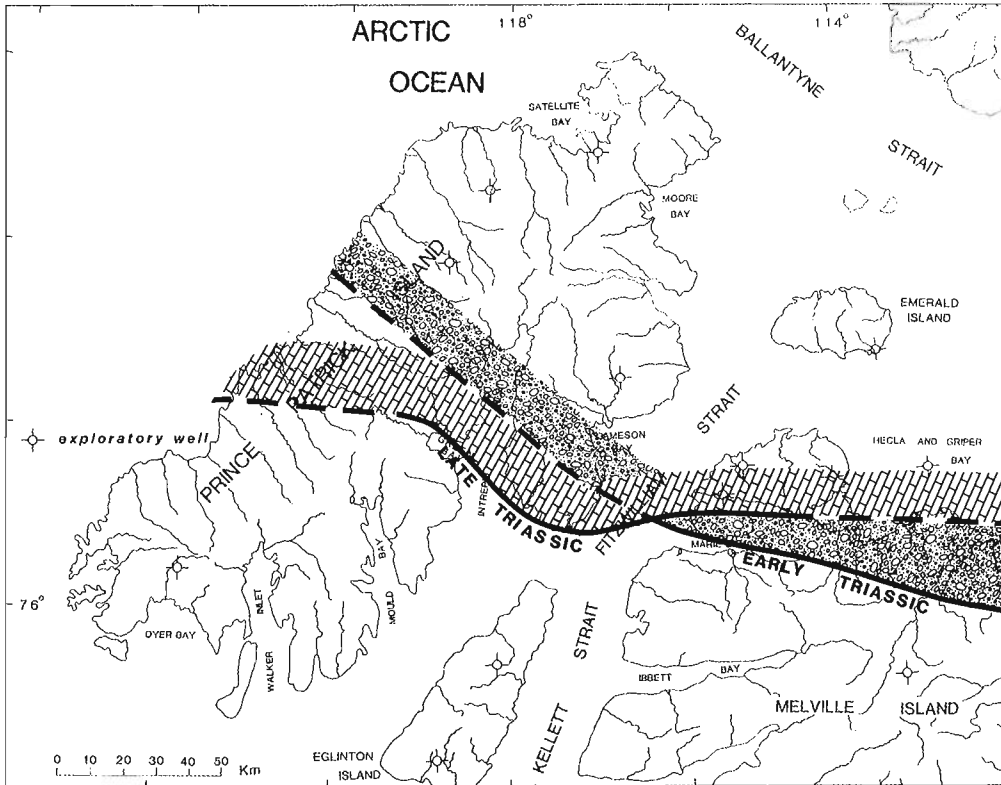 118°
114°
ARCTIC
OCEAN
BALLANTYNE
STRAIT
SATELLITE
BAY
MOORE
BAY
EMERALD
ISLAND
STRAIT
HECLA AND GRIPER
BAY
exploratory well
PRINCE
LATE
TRIASSIC
EARLY
TRIASSIC
76°
DYER BAY
INLET
WALKER
BAY
MOULD
STRAIT
KELLETT
IBBETT
BAY
MELVILLE ISLAND
EGLINTON
ISLAND
0 10 20 30 40 50 Km